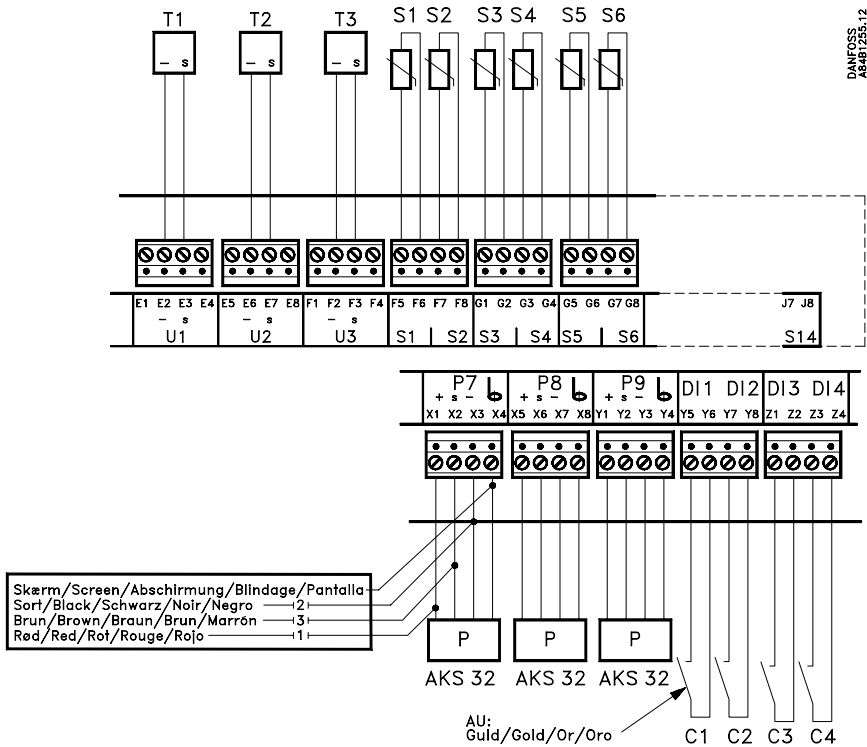 T1 T2 T3 S1 S2 S3 S4 S5 S6
DANFOSS
A84B1255.12
– s – s – s
E1 E2 E3 E4 E5 E6 E7 E8 F1 F2 F3 F4 F5 F6 F7 F8 G1 G2 G3 G4 G5 G6 G7 G8 J7 J8
– s – s – s
U1 U2 U3 S1 S2 S3 S4 S5 S6 S14
P7 P8 P9 DI1 DI2 DI3 DI4
+ s – + s – + s –
X1 X2 X3 X4 X5 X6 X7 X8 Y1 Y2 Y3 Y4 Y5 Y6 Y7 Y8 Z1 Z2 Z3 Z4
Skærm/Screen/Abschirmung/Blindage/Pantalla
Sort/Black/Schwarz/Noir/Negro 2
Brun/Brown/Braun/Brun/Marrón 3
Rød/Red/Rot/Rouge/Rojo 1
P P P
AKS 32 AKS 32 AKS 32
AU:
Guld/Gold/Or/Oro
C1 C2 C3 C4